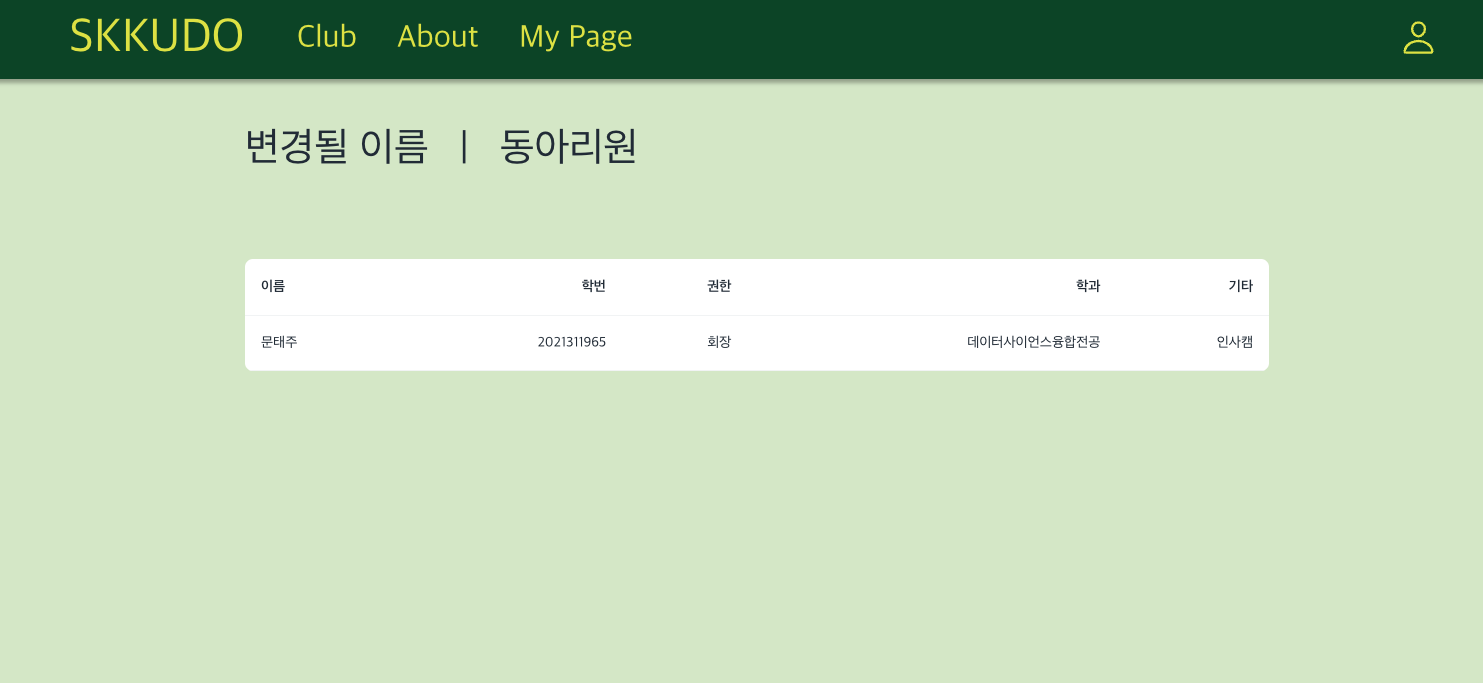 SKKUDO Club About My Page
변경될 이름 | 동아리원
이름 학번 권한 학과 기타
문태주 2021311965 회장 데이터사이언스융합전공 인사캠